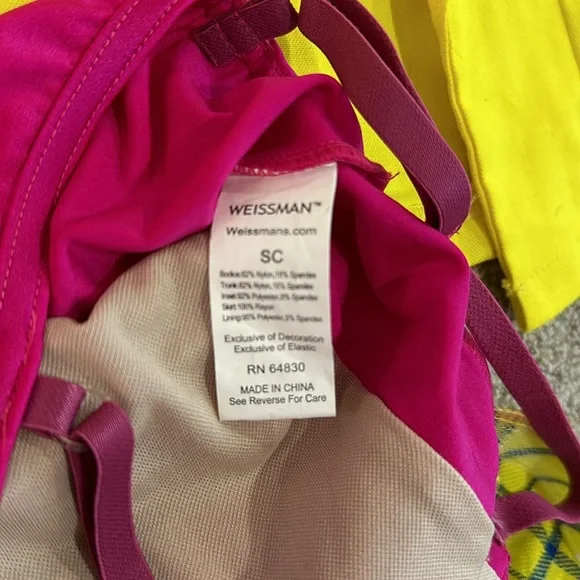 WEISSMAN™
Weissmans.com
SC
Bodice:82% Nylon, 18% Spandex
Trunk:82% Nylon, 18% Spandex
Inset:92% Polyester, 8% Spandex
Skirt:100% Rayon
Lining:95% Polyester, 5% Spandex
Exclusive of Decoration
Exclusive of Elastic
RN 64830
MADE IN CHINA
See Reverse For Care